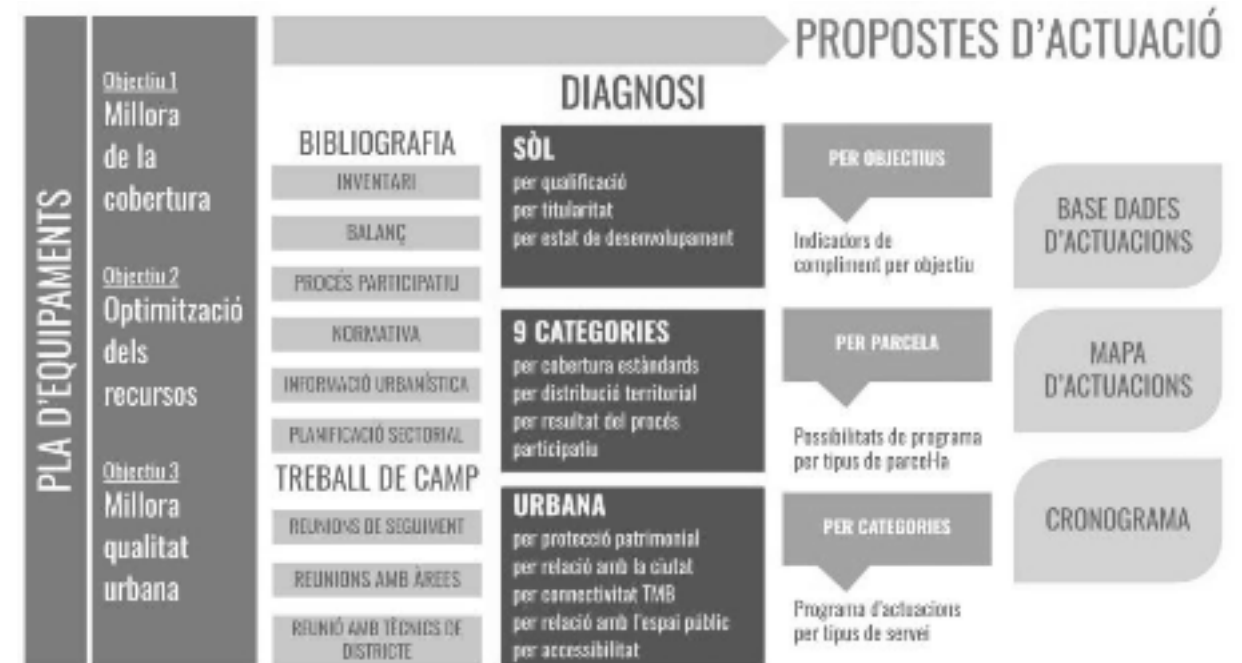 PLA D'EQUIPAMENTS
Objectiu 1
Millora
de la
cobertura
Objectiu 2
Optimització
dels
recursos
Objectiu 3
Millora
qualitat
urbana
PROPOSTES D'ACTUACIÓ
DIAGNOSI
BIBLIOGRAFIA
INVENTARI
BALANÇ
PROCÉS PARTICIPATIU
NORMATIVA
INFORMACIÓ URBANÍSTICA
PLANIFICACIÓ SECTORIAL
TREBALL DE CAMP
REUNIONS DE SEGUIMENT
REUNIONS AMB ÀREES
REUNIÓ AMB TÈCNICS DE
DISTRICTE
SÒL
per qualificació
per titularitat
per estat de desenvolupament
9 CATEGORIES
per cobertura estàndards
per distribució territorial
per resultat del procés
participatiu
URBANA
per protecció patrimonial
per relació amb la ciutat
per connectivitat TMB
per relació amb l'espai públic
per accessibilitat
PER OBJECTIUS
Indicadors de
compliment per objectiu
PER PARCELA
Possibilitats de programa
per tipus de parcel·la
PER CATEGORIES
Programa d'actuacions
per tipus de servei
BASE DADES
D'ACTUACIONS
MAPA
D'ACTUACIONS
CRONOGRAMA